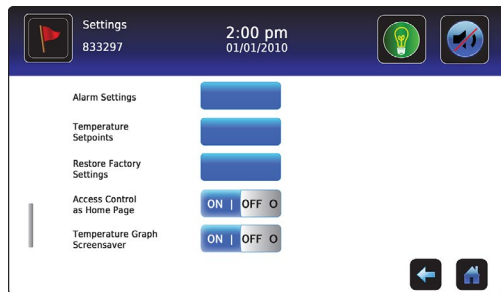 Settings
833297
2:00 pm
01/01/2010
Alarm Settings
Temperature
Setpoints
Restore Factory
Settings
Access Control
as Home Page
ON | OFF O
Temperature Graph
Screensaver
ON | OFF O